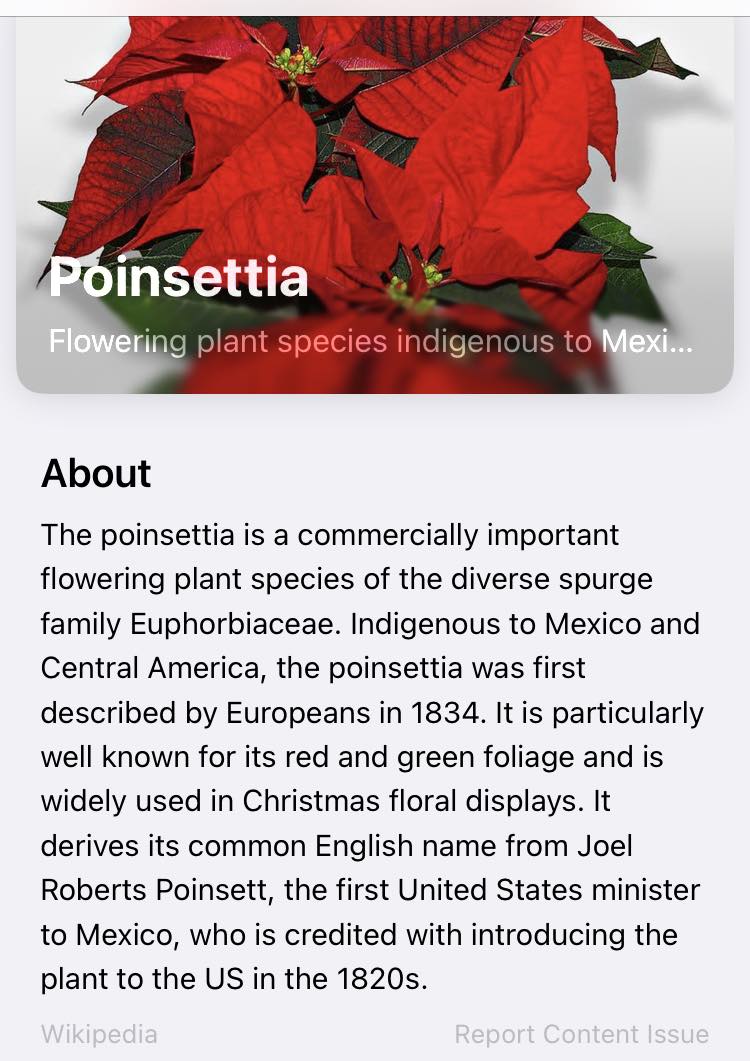 Poinsettia
Flowering plant species indigenous to Mexi...
About
The poinsettia is a commercially important
flowering plant species of the diverse spurge
family Euphorbiaceae. Indigenous to Mexico and
Central America, the poinsettia was first
described by Europeans in 1834. It is particularly
well known for its red and green foliage and is
widely used in Christmas floral displays. It
derives its common English name from Joel
Roberts Poinsett, the first United States minister
to Mexico, who is credited with introducing the
plant to the US in the 1820s.
Wikipedia
Report Content Issue